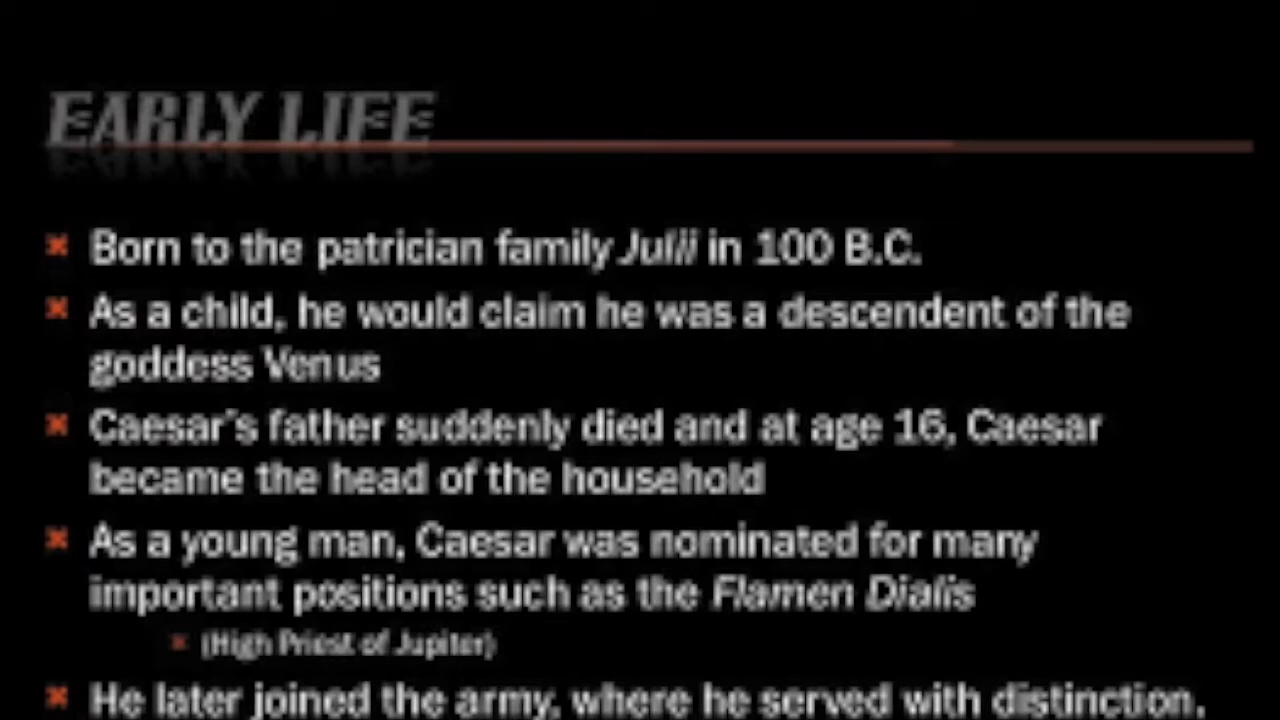 EARLY LIFE
Born to the patrician family Julii in 100 B.C.
As a child, he would claim he was a descendent of the
goddess Venus
Caesar's father suddenly died and at age 16, Caesar
became the head of the household
As a young man, Caesar was nominated for many
important positions such as the Flamen Dialis
(High Priest of Jupiter)
He later joined the army, where he served with distinction.